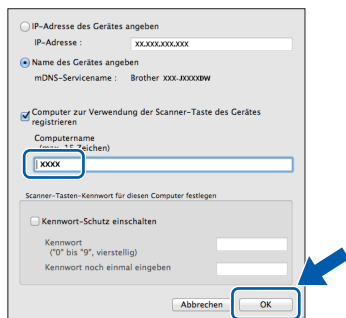 IP-Adresse des Gerätes angeben
IP-Adresse : XX.XXX.XXX.XXX
Name des Gerätes angeben
mDNS-Servicename : Brother XXX-JXXXXDW
Computer zur Verwendung der Scanner-Taste des Gerätes
registrieren
Computername
(max. 15 Zeichen)
XXXX
Scanner-Tasten-Kennwort für diesen Computer festlegen
Kennwort-Schutz einschalten
Kennwort
("0" bis "9", vierstellig)
Kennwort noch einmal eingeben
Abbrechen OK